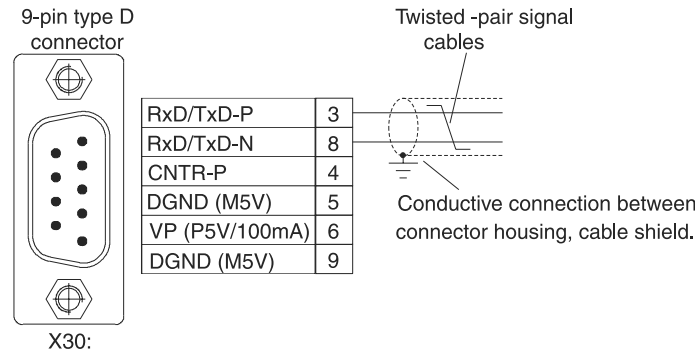 9-pin type D
connector
Twisted -pair signal
cables
RxD/TxD-P 3
RxD/TxD-N 8
CNTR-P 4
DGND (M5V) 5
VP (P5V/100mA) 6
DGND (M5V) 9
Conductive connection between
connector housing, cable shield.
X30: